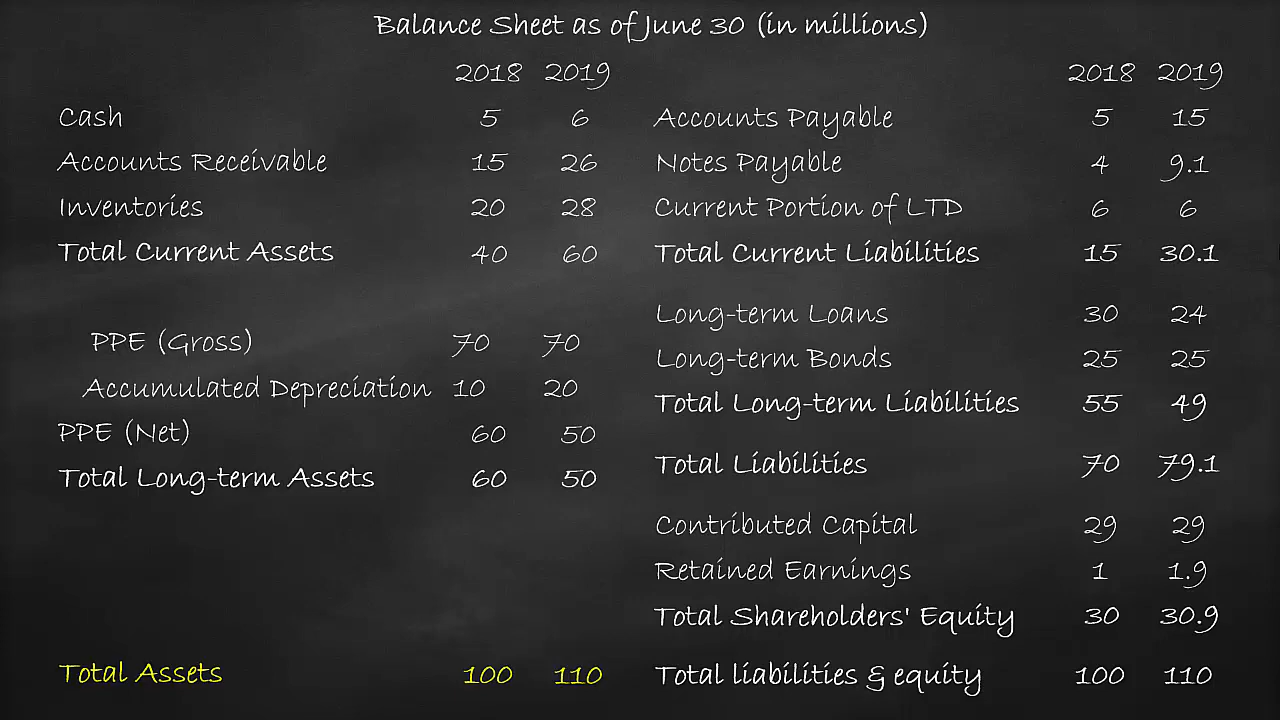 Balance Sheet as of June 30 (in millions)
2018 2019
Cash 5 6
Accounts Receivable 15 26
Inventories 20 28
Total Current Assets 40 60
PPE (Gross) 70 70
Accumulated Depreciation 10 20
PPE (Net) 60 50
Total Long-term Assets 60 50
Total Assets 100 110
2018 2019
Accounts Payable 5 15
Notes Payable 4 9.1
Current Portion of LTD 6 6
Total Current Liabilities 15 30.1
Long-term Loans 30 24
Long-term Bonds 25 25
Total Long-term Liabilities 55 49
Total Liabilities 70 79.1
Contributed Capital 29 29
Retained Earnings 1 1.9
Total Shareholders' Equity 30 30.9
Total liabilities & equity 100 110